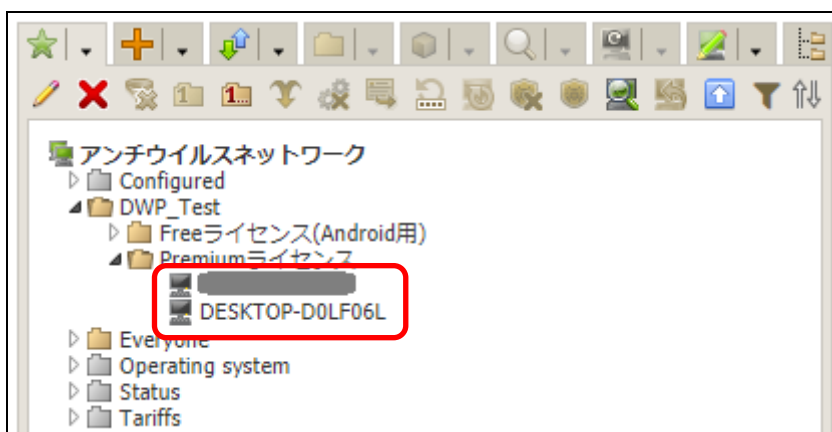 アンチウイルスネットワーク
Configured
DWP_Test
Freeライセンス(Android用)
Premiumライセンス
DESKTOP-D0LF06L
Everyone
Operating system
Status
Tariffs